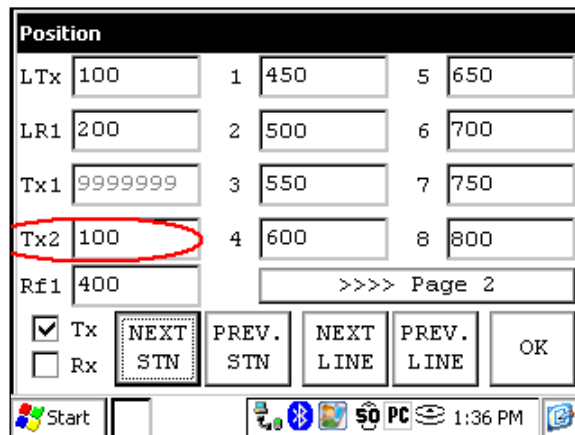 Position
LTx 100 1 450 5 650
LR1 200 2 500 6 700
Tx1 9999999 3 550 7 750
Tx2 100 4 600 8 800
Rf1 400 >>>> Page 2
Tx NEXT STN PREV. STN NEXT LINE PREV. LINE OK
Rx
Start 50 PC 1:36 PM